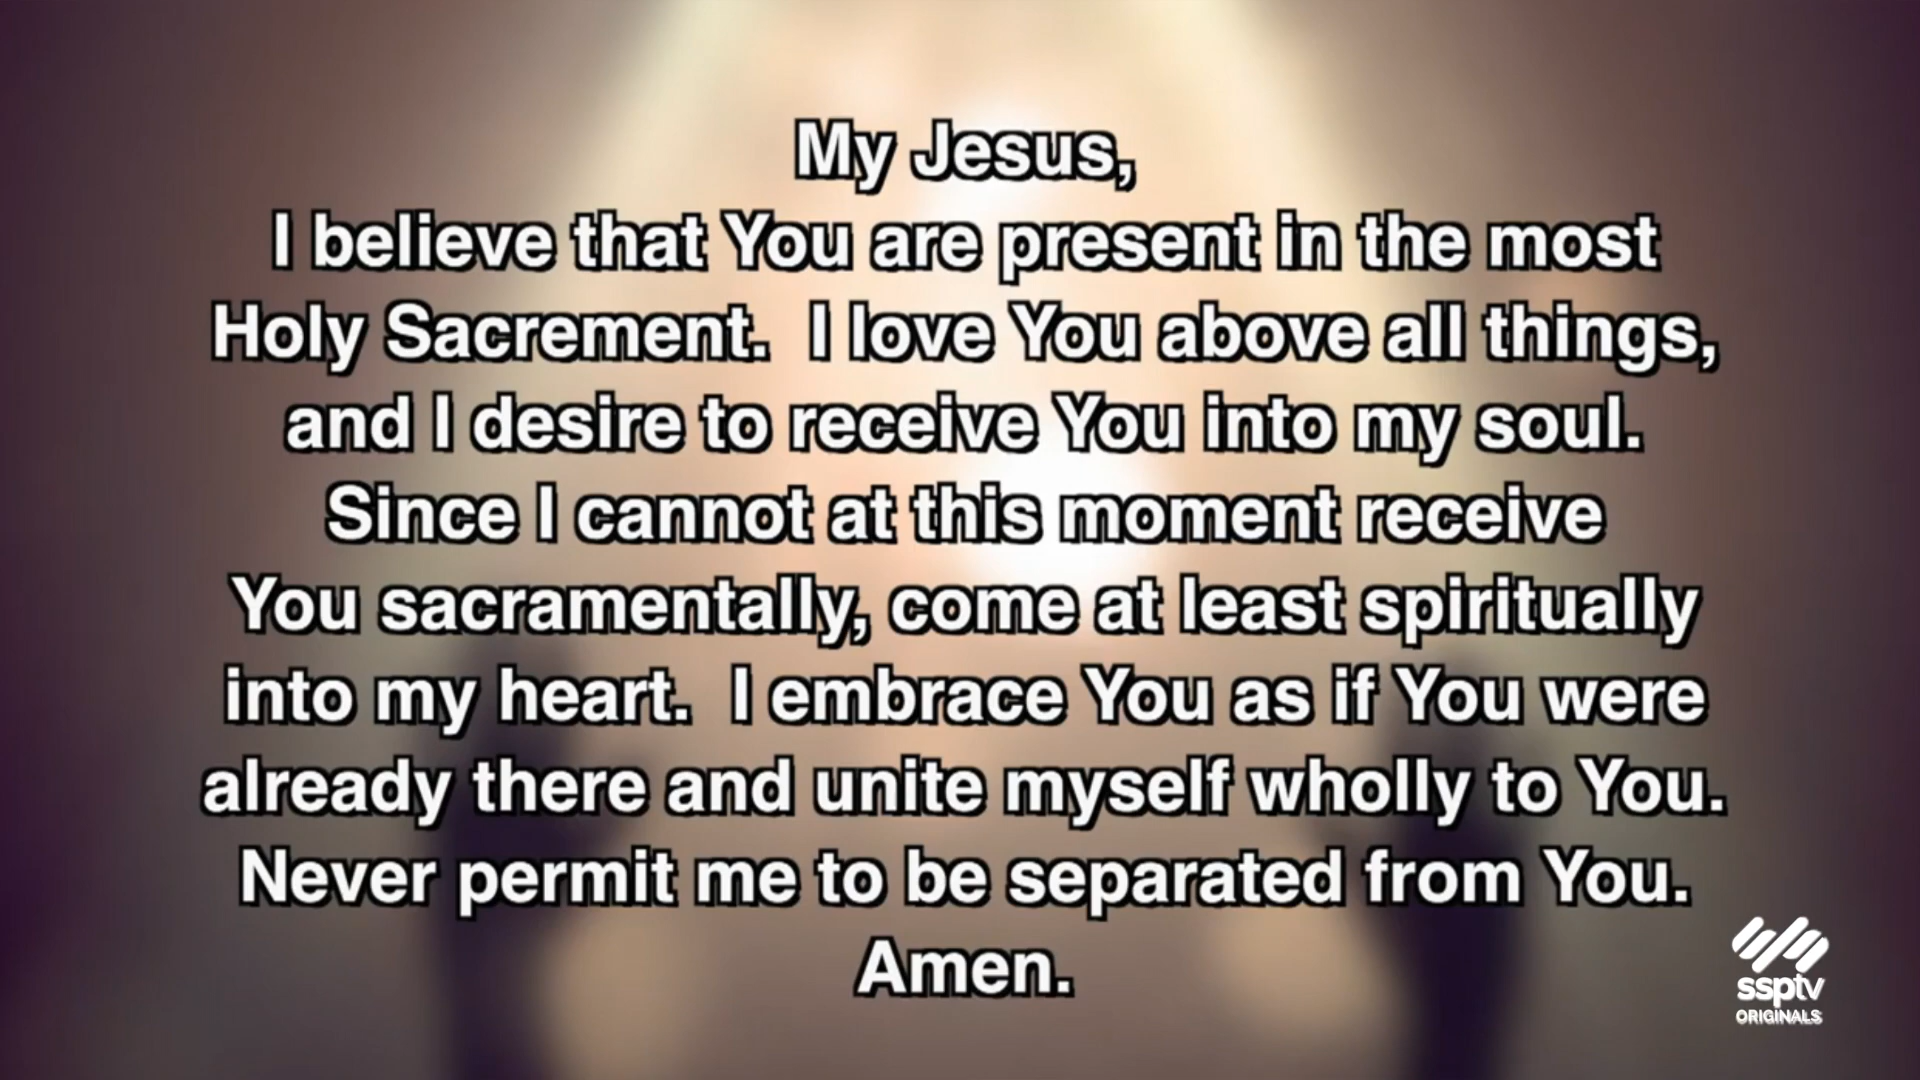 My Jesus,
I believe that You are present in the most
Holy Sacrement.  I love You above all things,
and I desire to receive You into my soul.
Since I cannot at this moment receive
You sacramentally, come at least spiritually
into my heart.  I embrace You as if You were
already there and unite myself wholly to You.
Never permit me to be separated from You.
Amen.
ssptv
ORIGINALS